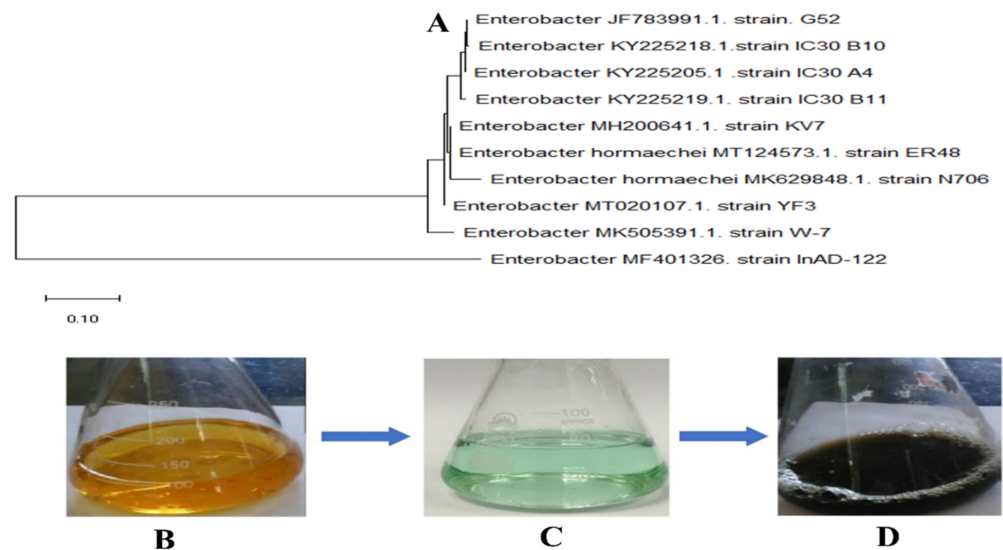 A
Enterobacter JF783991.1. strain. G52
Enterobacter KY225218.1.strain IC30 B10
Enterobacter KY225205.1 .strain IC30 A4
Enterobacter KY225219.1. strain IC30 B11
Enterobacter MH200641.1. strain KV7
Enterobacter hormaechei MT124573.1. strain ER48
Enterobacter hormaechei MK629848.1. strain N706
Enterobacter MT020107.1. strain YF3
Enterobacter MK505391.1. strain W-7
Enterobacter MF401326. strain InAD-122
0.10
250
200
150
100
100
B
C
D